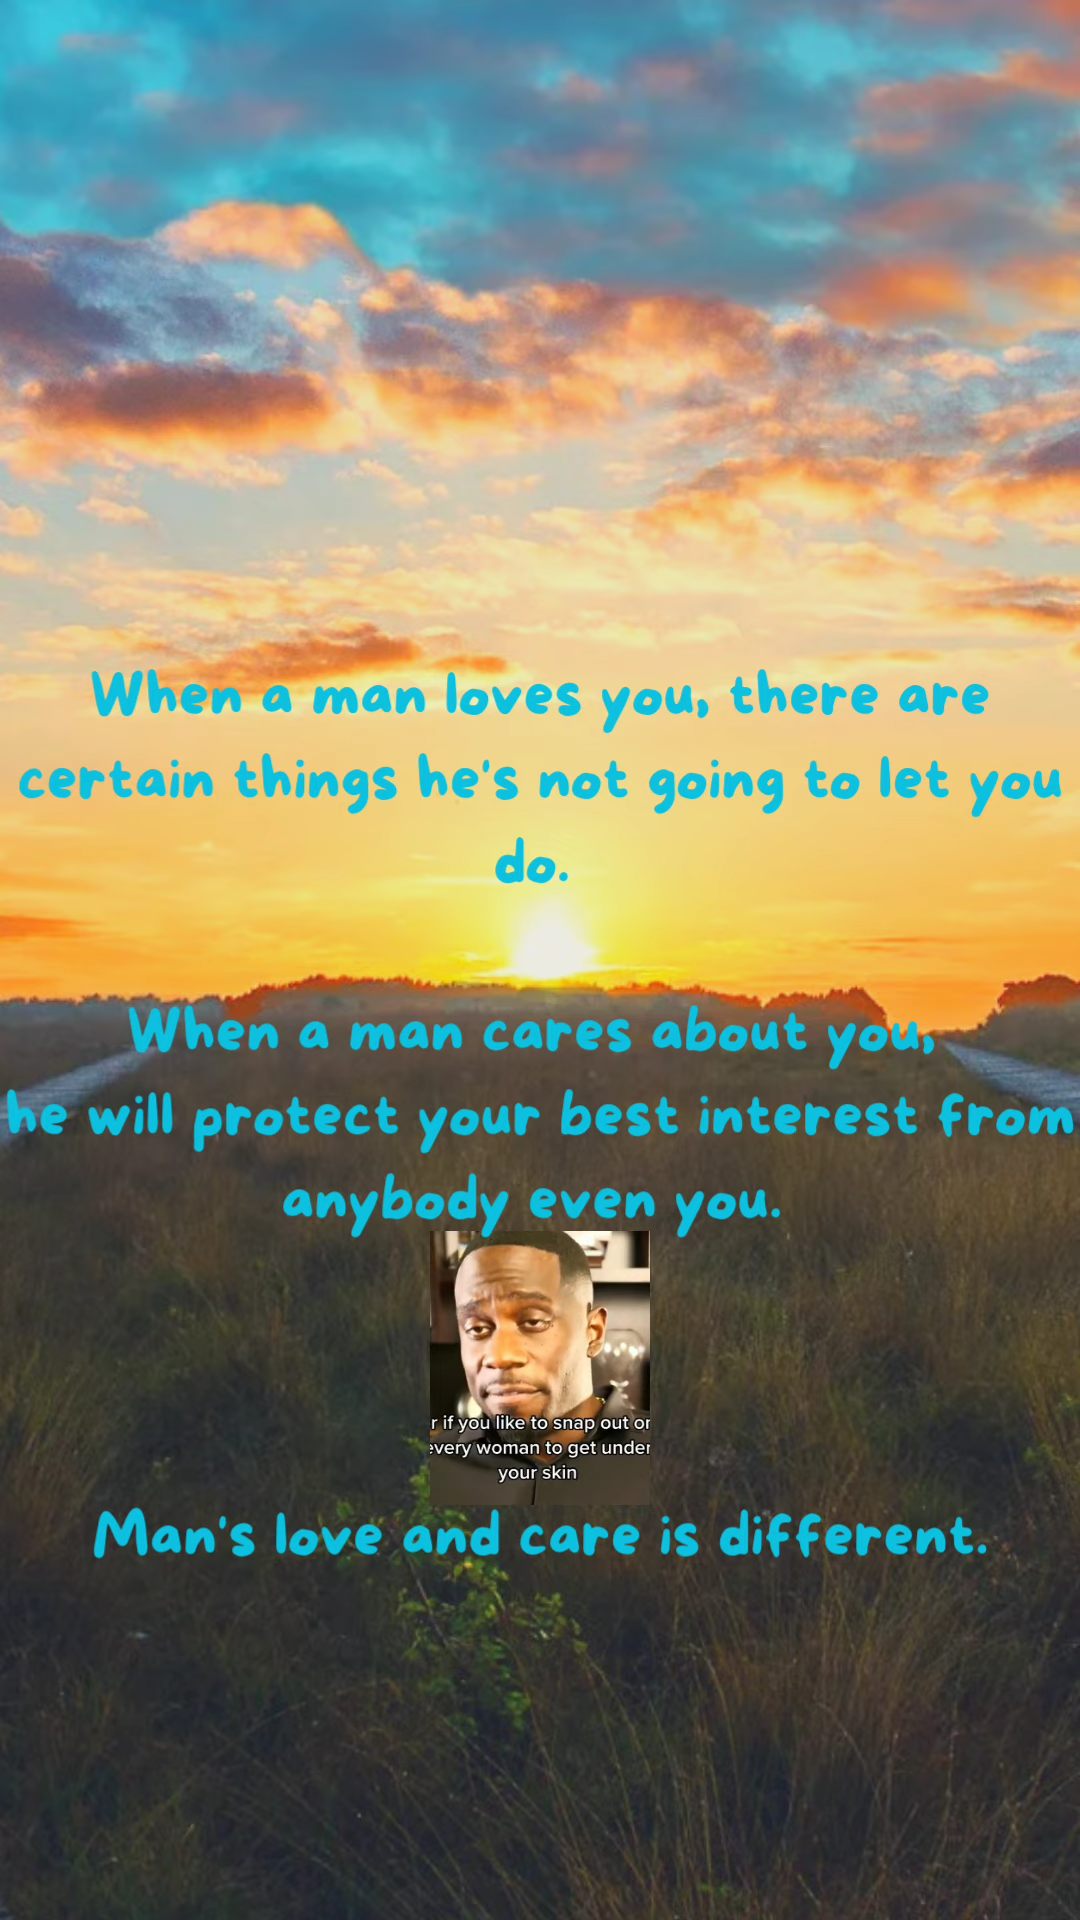 When a man loves you, there are
certain things he's not going to let you
do.
When a man cares about you,
he will protect your best interest from
anybody even you.
r if you like to snap out or
every woman to get under
your skin
Man's love and care is different.